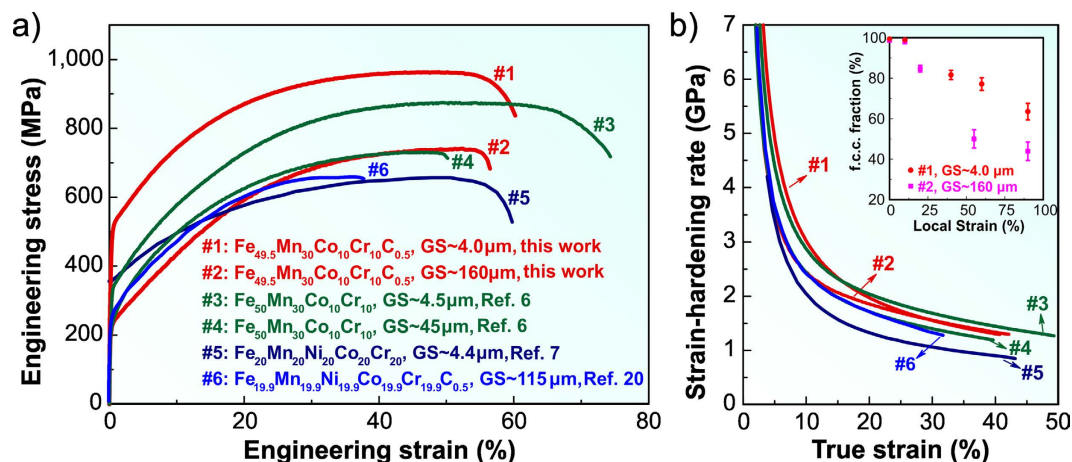 a)
Engineering stress (MPa)
1,000
800
600
400
200
0
0 10 20 30 40 50 60 70 80
Engineering strain (%)
#1
#3
#2
#4
#6
#5
#1: Fe49.5Mn30Co10Cr10C0.5, GS~4.0μm, this work
#2: Fe49.5Mn30Co10Cr10C0.5, GS~160μm, this work
#3: Fe50Mn30Co10Cr10, GS~4.5μm, Ref. 6
#4: Fe50Mn30Co10Cr10, GS~45μm, Ref. 6
#5: Fe20Mn20Ni20Co20Cr20, GS~4.4μm, Ref. 7
#6: Fe19.9Mn19.9Ni19.9Co19.9Cr19.9C0.5, GS~115μm, Ref. 20
b)
Strain-hardening rate (GPa)
7
6
5
4
3
2
1
0
0 10 20 30 40 50
True strain (%)
#1
#2
#3
#4
#6
#5
f.c.c. fraction (%)
100
80
60
40
20
#1, GS~4.0 μm
#2, GS~160 μm
0 25 50 75 100
Local Strain (%)